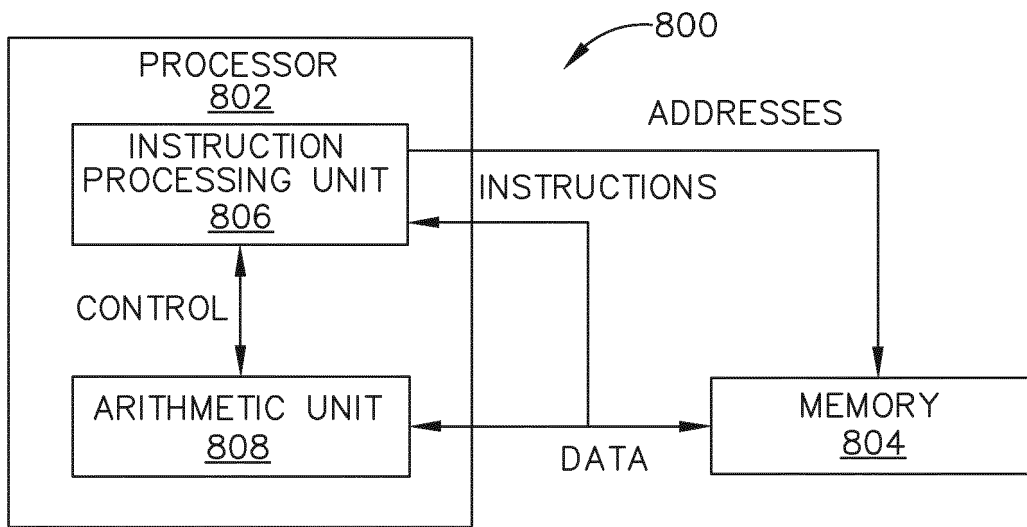 800
PROCESSOR
802
ADDRESSES
INSTRUCTION
PROCESSING UNIT
806
INSTRUCTIONS
CONTROL
ARITHMETIC UNIT
808
DATA
MEMORY
804